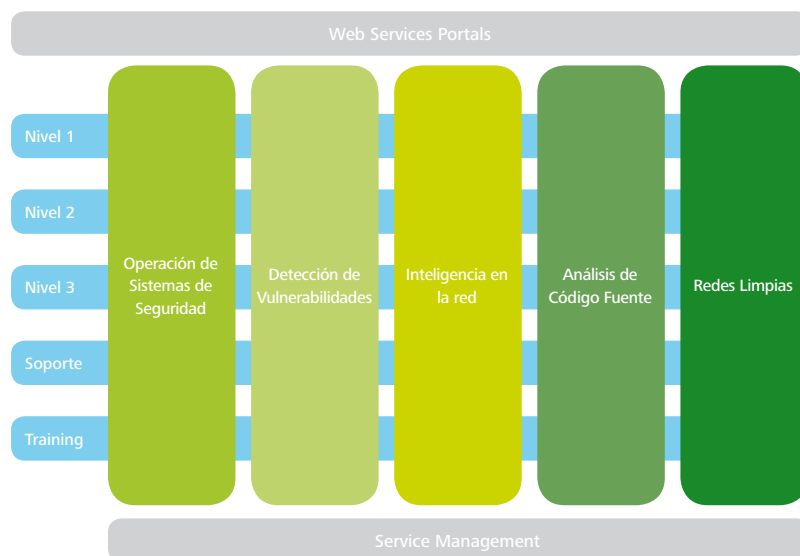 Web Services Portals
Nivel 1
Nivel 2
Nivel 3
Soporte
Training
Operación de
Sistemas de
Seguridad
Detección de
Vulnerabilidades
Inteligencia en
la red
Análisis de
Código Fuente
Redes Limpias
Service Management